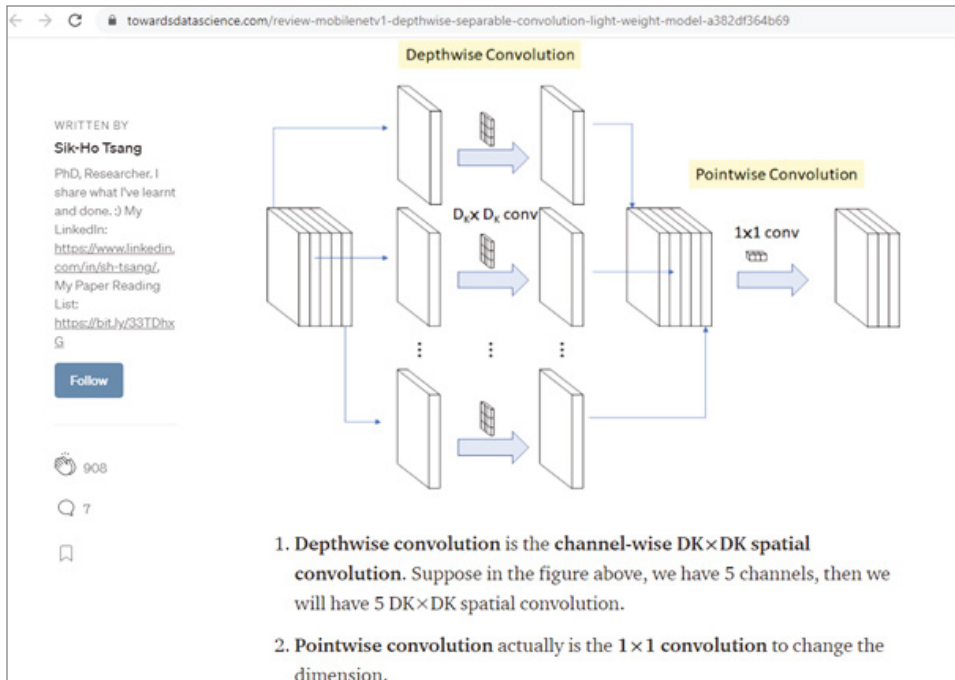 towardsdatascience.com/review-mobilenetv1-depthwise-separable-convolution-light-weight-model-a382df364b69
Depthwise Convolution
WRITTEN BY
Sik-Ho Tsang
PhD, Researcher. I
share what I've learnt
and done. :) My
LinkedIn:
https://www.linkedin.
com/in/sh-tsang/,
My Paper Reading
List:
https://bit.ly/33TDhx
G
Follow
908
7
Pointwise Convolution
DK x DK conv
1x1 conv
1. Depthwise convolution is the channel-wise DK×DK spatial
convolution. Suppose in the figure above, we have 5 channels, then we
will have 5 DK×DK spatial convolution.
2. Pointwise convolution actually is the 1×1 convolution to change the
dimension.